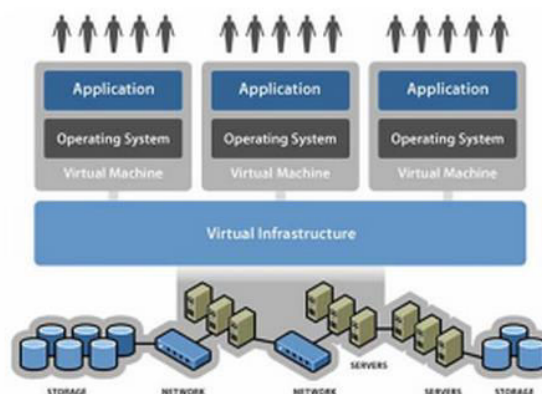 Application
Application
Application
Operating System
Operating System
Operating System
Virtual Machine
Virtual Machine
Virtual Machine
Virtual Infrastructure
SERVERS
STORAGE
NETWORK
NETWORK
SERVERS
STORAGE